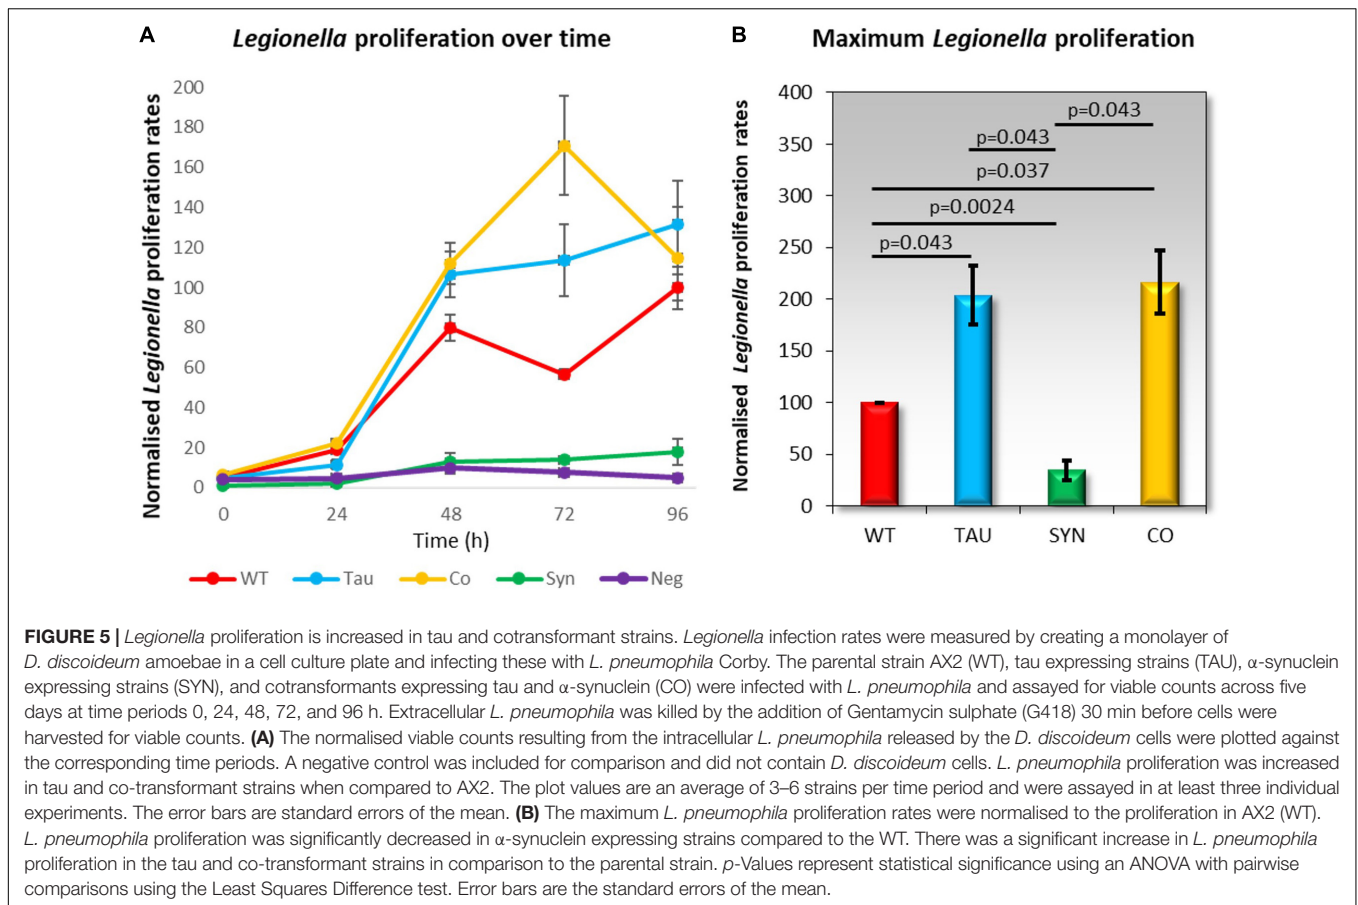 A
Legionella proliferation over time
Normalised Legionella proliferation rates
200
180
160
140
120
100
80
60
40
20
0
0 24 48 72 96
Time (h)
WT Tau Co Syn Neg
B
Maximum Legionella proliferation
Normalised Legionella proliferation rates
400
350
300
250
200
150
100
50
0
p=0.043
p=0.043
p=0.037
p=0.0024
p=0.043
WT TAU SYN CO
FIGURE 5 | Legionella proliferation is increased in tau and cotransformant strains. Legionella infection rates were measured by creating a monolayer of
D. discoideum amoebae in a cell culture plate and infecting these with L. pneumophila Corby. The parental strain AX2 (WT), tau expressing strains (TAU), α-synuclein
expressing strains (SYN), and cotransformants expressing tau and α-synuclein (CO) were infected with L. pneumophila and assayed for viable counts across five
days at time periods 0, 24, 48, 72, and 96 h. Extracellular L. pneumophila was killed by the addition of Gentamycin sulphate (G418) 30 min before cells were
harvested for viable counts. (A) The normalised viable counts resulting from the intracellular L. pneumophila released by the D. discoideum cells were plotted against
the corresponding time periods. A negative control was included for comparison and did not contain D. discoideum cells. L. pneumophila proliferation was increased
in tau and co-transformant strains when compared to AX2. The plot values are an average of 3–6 strains per time period and were assayed in at least three individual
experiments. The error bars are standard errors of the mean. (B) The maximum L. pneumophila proliferation rates were normalised to the proliferation in AX2 (WT).
L. pneumophila proliferation was significantly decreased in α-synuclein expressing strains compared to the WT. There was a significant increase in L. pneumophila
proliferation in the tau and co-transformant strains in comparison to the parental strain. p-Values represent statistical significance using an ANOVA with pairwise
comparisons using the Least Squares Difference test. Error bars are the standard errors of the mean.